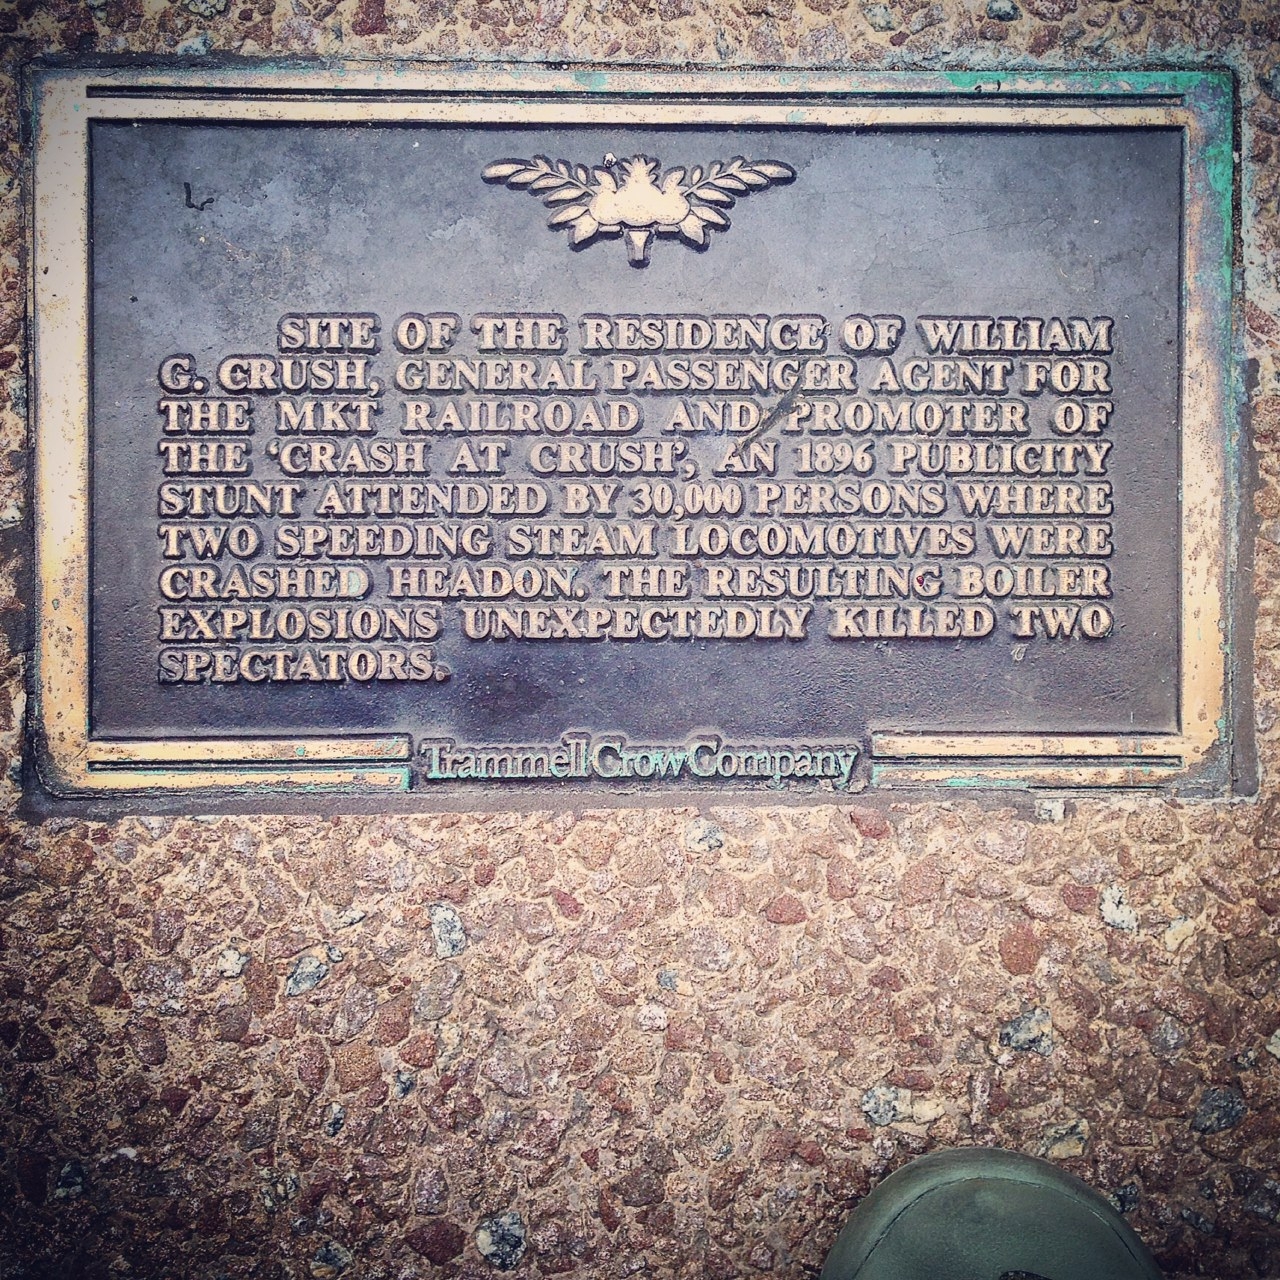 SITE OF THE RESIDENCE OF WILLIAM
G. CRUSH, GENERAL PASSENGER AGENT FOR
THE MKT RAILROAD AND PROMOTER OF
THE 'CRASH AT CRUSH', AN 1896 PUBLICITY
STUNT ATTENDED BY 30,000 PERSONS WHERE
TWO SPEEDING STEAM LOCOMOTIVES WERE
CRASHED HEADON. THE RESULTING BOILER
EXPLOSIONS UNEXPECTEDLY KILLED TWO
SPECTATORS.
Trammell Crow Company